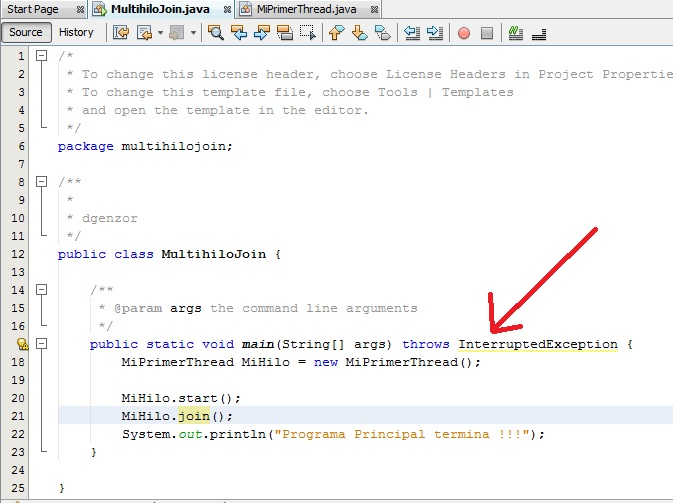 Start Page
MultihiloJoin.java
MiPrimerThread.java
Source
History
1 /*
2 * To change this license header, choose License Headers in Project Propertie
3 * To change this template file, choose Tools | Templates
4 * and open the template in the editor.
5 */
6 package multihilojoin;
7
8 /**
9 *
10 * dgenzor
11 */
12 public class MultihiloJoin {
13
14 /**
15 * @param args the command line arguments
16 */
public static void main(String[] args) throws InterruptedException {
18 MiPrimerThread MiHilo = new MiPrimerThread();
19
20 MiHilo.start();
21 MiHilo.join();
22 System.out.println("Programa Principal termina !!!");
23 }
24
25 }